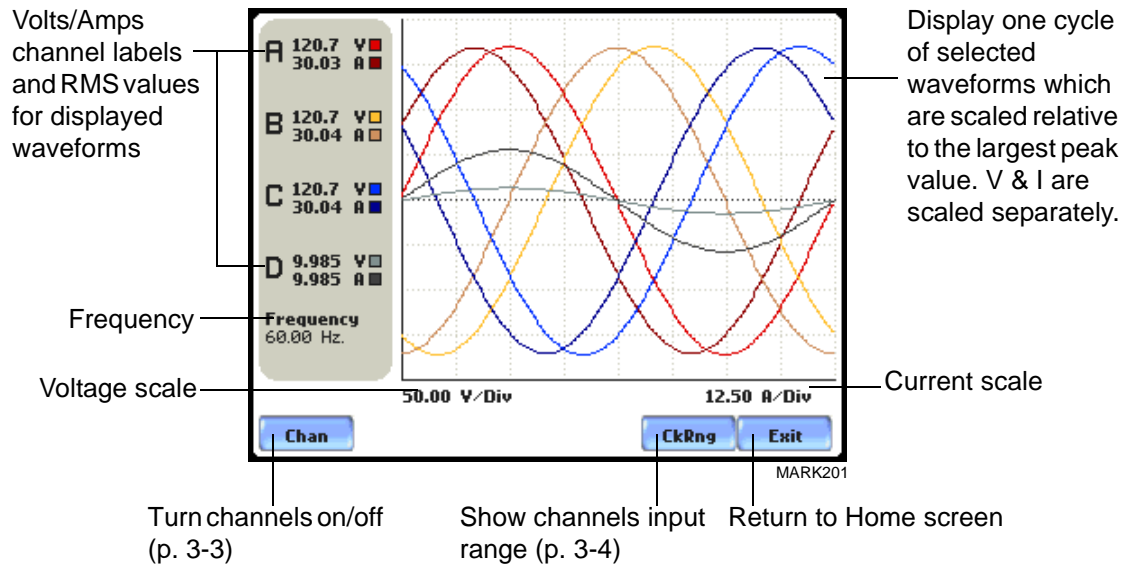 Volts/Amps
channel labels
and RMS values
for displayed
waveforms
A 120.7 V
30.03 A
B 120.7 V
30.04 A
C 120.7 V
30.04 A
D 9.985 V
9.985 A
Frequency
60.00 Hz.
Display one cycle
of selected
waveforms which
are scaled relative
to the largest peak
value. V & I are
scaled separately.
Frequency
Voltage scale
50.00 V/Div
12.50 A/Div
Current scale
Chan
CkRng
Exit
MARK201
Turn channels on/off
(p. 3-3)
Show channels input
range (p. 3-4)
Return to Home screen